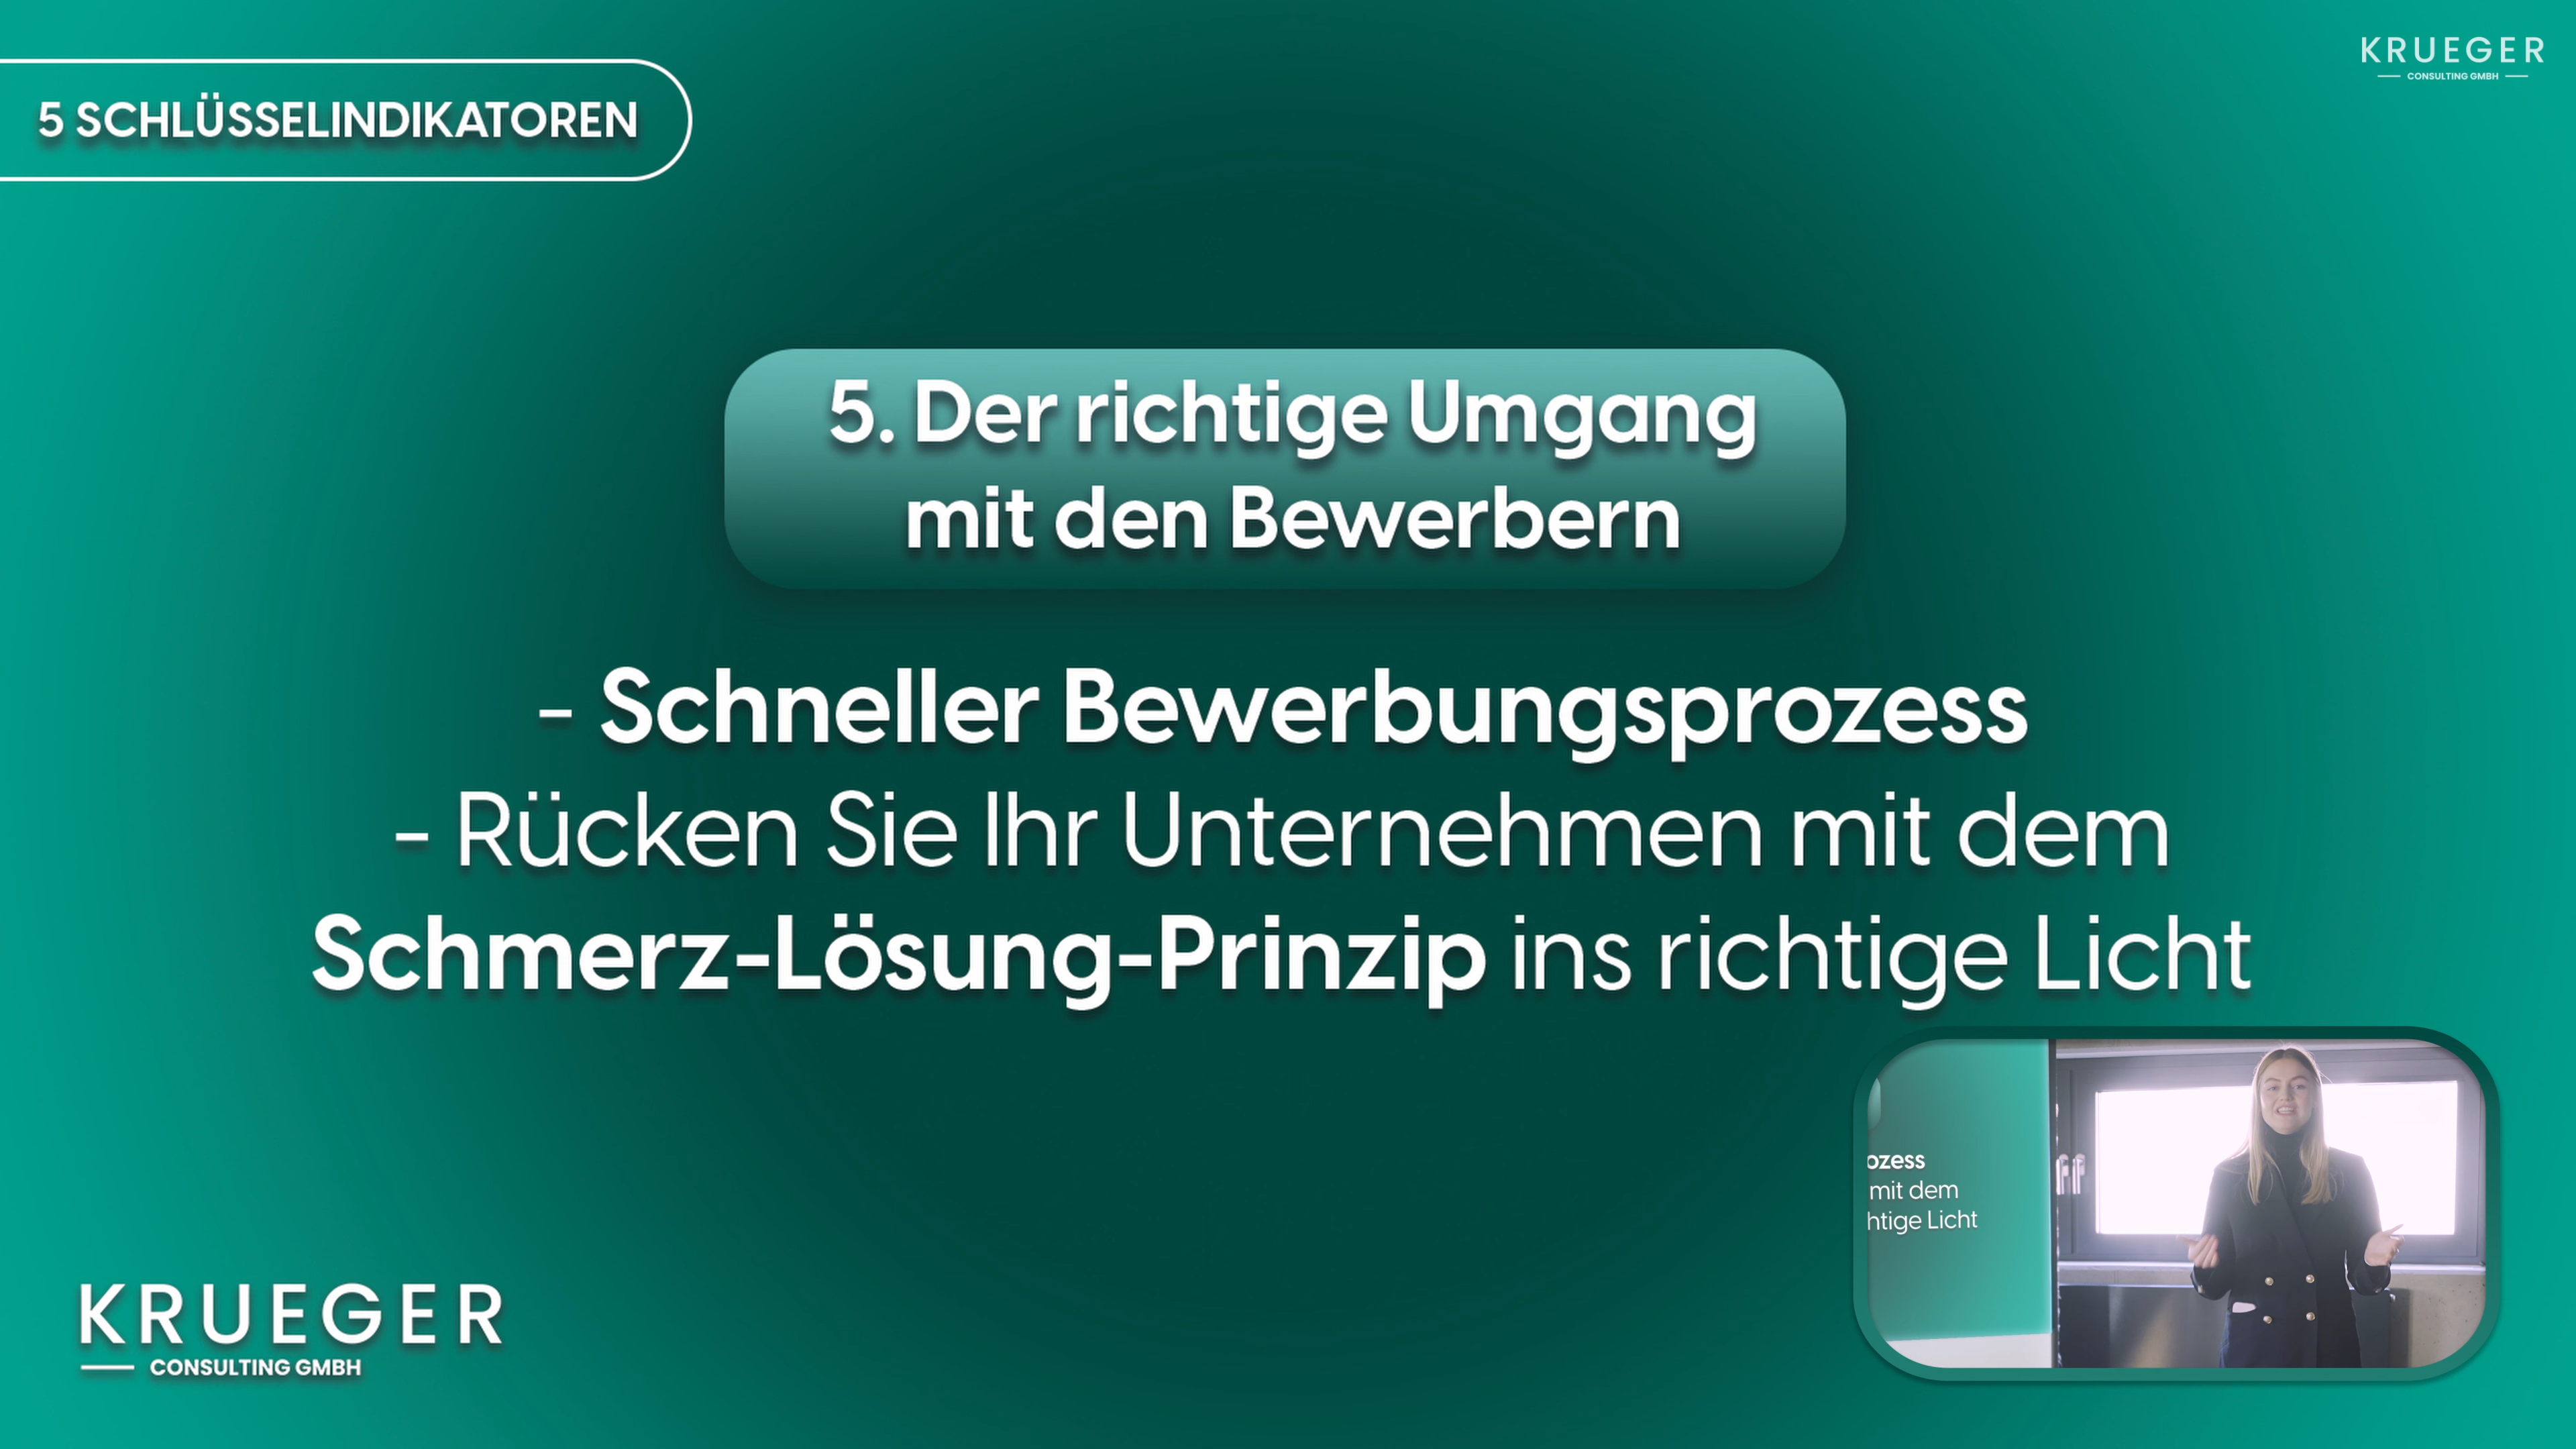 KRUEGER
CONSULTING GMBH
5 SCHLÜSSELINDIKATOREN
5. Der richtige Umgang
mit den Bewerbern
- Schneller Bewerbungsprozess
- Rücken Sie Ihr Unternehmen mit dem
Schmerz-Lösung-Prinzip ins richtige Licht
ozess
mit dem
htige Licht
KRUEGER
CONSULTING GMBH